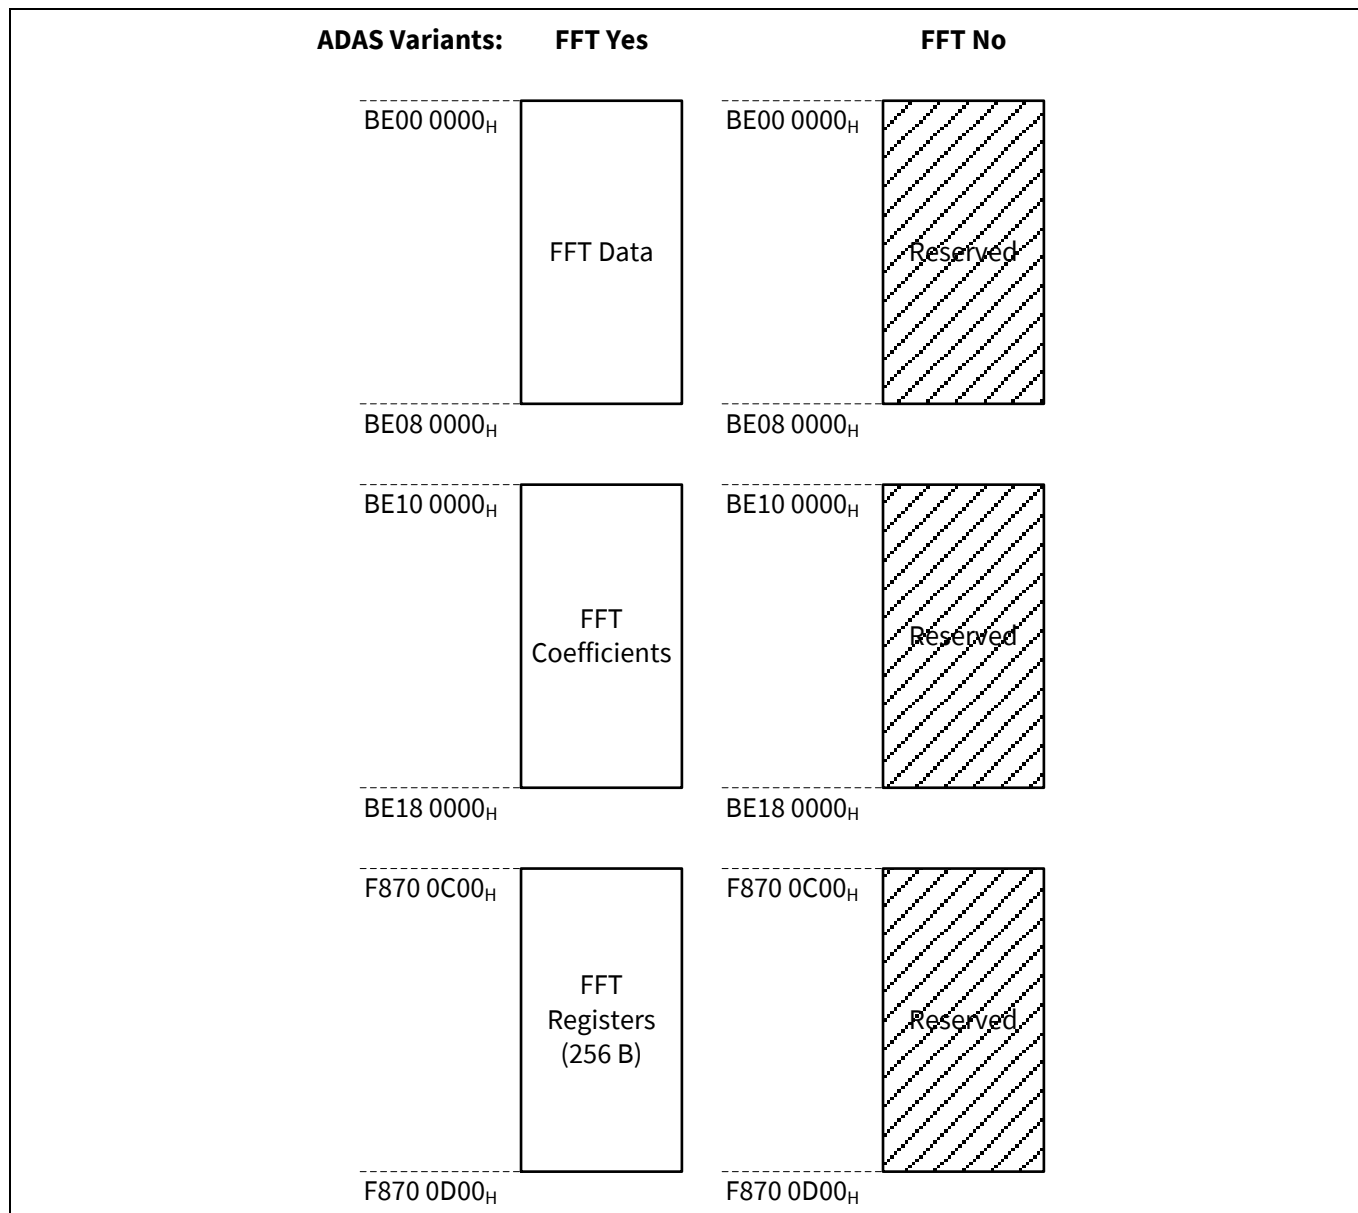 ADAS Variants: FFT Yes FFT No
BE00 0000H BE00 0000H
FFT Data Reserved
BE08 0000H BE08 0000H
BE10 0000H BE10 0000H
FFT
Coefficients Reserved
BE18 0000H BE18 0000H
F870 0C00H F870 0C00H
FFT
Registers Reserved
(256 B)
F870 0D00H F870 0D00H